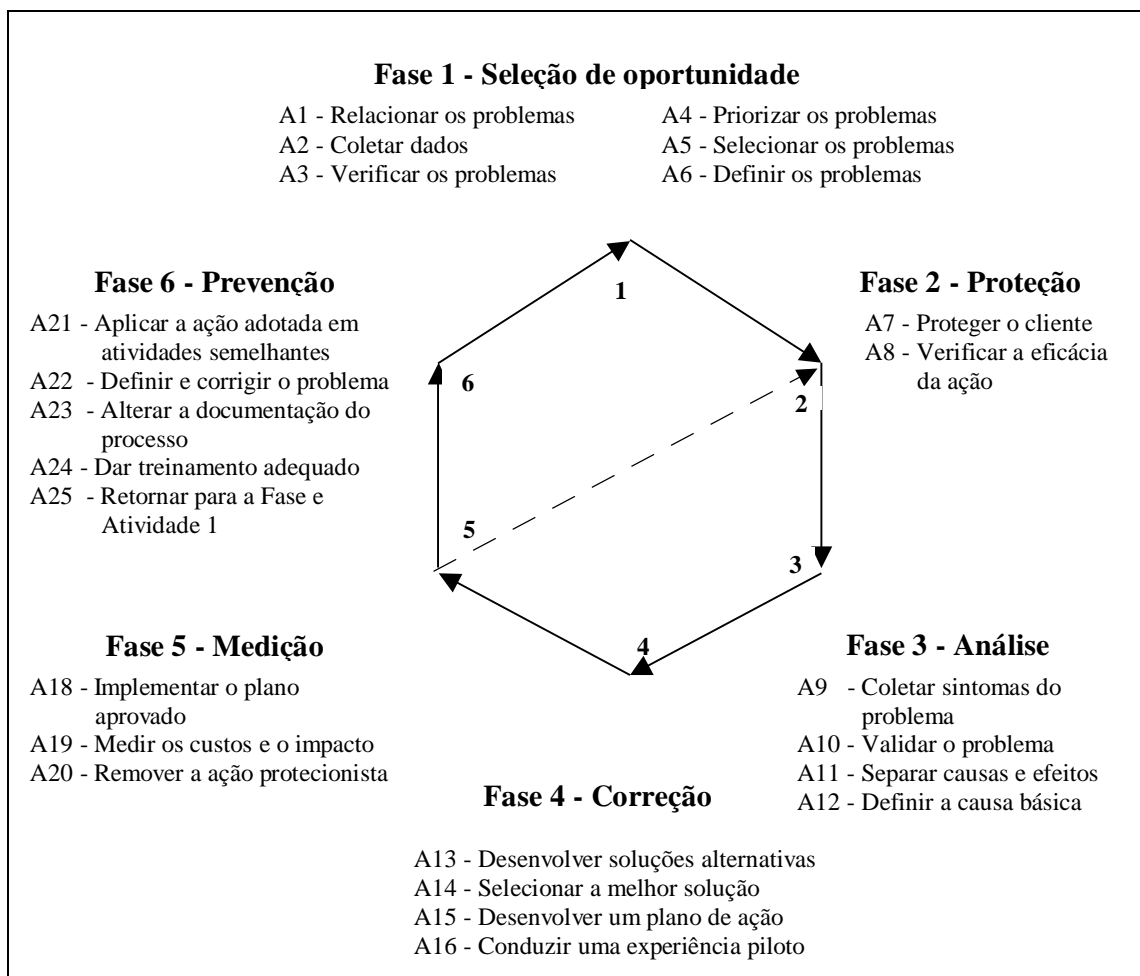 Fase 1 - Seleção de oportunidade
A1 - Relacionar os problemas
A2 - Coletar dados
A3 - Verificar os problemas
A4 - Priorizar os problemas
A5 - Selecionar os problemas
A6 - Definir os problemas
Fase 6 - Prevenção
A21 - Aplicar a ação adotada em
atividades semelhantes
A22 - Definir e corrigir o problema
A23 - Alterar a documentação do
processo
A24 - Dar treinamento adequado
A25 - Retornar para a Fase e
Atividade 1
1
6
2
5
3
4
Fase 2 - Proteção
A7 - Proteger o cliente
A8 - Verificar a eficácia
da ação
Fase 5 - Medição
A18 - Implementar o plano
aprovado
A19 - Medir os custos e o impacto
A20 - Remover a ação protecionista
Fase 3 - Análise
A9 - Coletar sintomas do
problema
A10 - Validar o problema
A11 - Separar causas e efeitos
A12 - Definir a causa básica
Fase 4 - Correção
A13 - Desenvolver soluções alternativas
A14 - Selecionar a melhor solução
A15 - Desenvolver um plano de ação
A16 - Conduzir uma experiência piloto